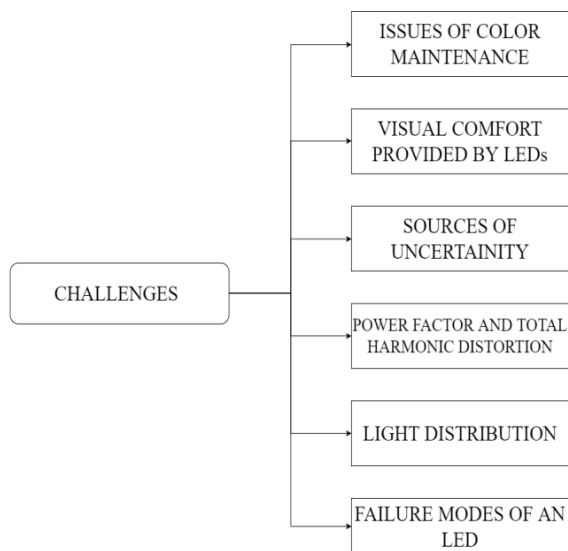 ISSUES OF COLOR
MAINTENANCE
VISUAL COMFORT
PROVIDED BY LEDs
SOURCES OF
UNCERTAINITY
CHALLENGES
POWER FACTOR AND TOTAL
HARMONIC DISTORTION
LIGHT DISTRIBUTION
FAILURE MODES OF AN
LED